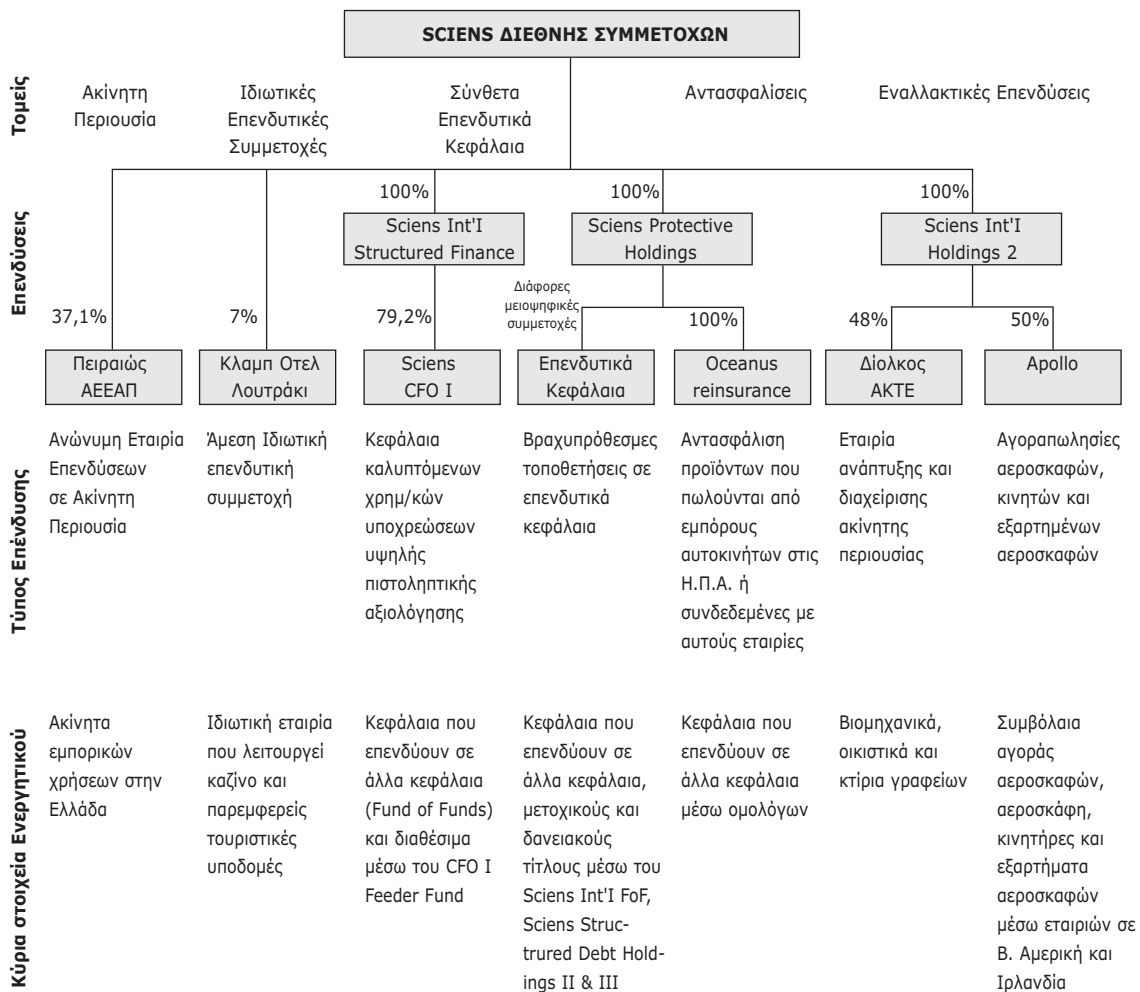 SCIENS ΔΙΕΘΝΗΣ ΣΥΜΜΕΤΟΧΩΝ
Τομείς
Ακίνητη
Περιουσία
Ιδιωτικές
Επενδυτικές
Συμμετοχές
Σύνθετα
Επενδυτικά
Κεφάλαια
Αντασφαλίσεις
Εναλλακτικές Επενδύσεις
Επενδύσεις
100%
100%
100%
Sciens Int'I
Structured Finance
Sciens Protective
Holdings
Sciens Int'I
Holdings 2
37,1%
7%
79,2%
Διάφορες
μειοψηφικές
συμμετοχές
100%
48%
50%
Πειραιώς
ΑΕΕΑΠ
Κλαμπ Οτελ
Λουτράκι
Sciens
CFO I
Επενδυτικά
Κεφάλαια
Oceanus
reinsurance
Δίολκος
ΑΚΤΕ
Apollo
Τύπος Επένδυσης
Ανώνυμη Εταιρία
Επενδύσεων
σε Ακίνητη
Περιουσία
Άμεση Ιδιωτική
επενδυτική
συμμετοχή
Κεφάλαια
καλυπτόμενων
χρημ/κών
υποχρεώσεων
υψηλής
πιστοληπτικής
αξιολόγησης
Βραχυπρόθεσμες
τοποθετήσεις σε
επενδυτικά
κεφάλαια
Αντασφάλιση
προϊόντων που
πωλούνται από
εμπόρους
αυτοκινήτων στις
Η.Π.Α. ή
συνδεδεμένες με
αυτούς εταιρίες
Εταιρία
ανάπτυξης και
διαχείρισης
ακίνητης
περιουσίας
Αγοραπωλησίες
αεροσκαφών,
κινητών και
εξαρτημένων
αεροσκαφών
Κύρια στοιχεία Ενεργητικού
Ακίνητα
εμπορικών
χρήσεων στην
Ελλάδα
Ιδιωτική εταιρία
που λειτουργεί
καζίνο και
παρεμφερείς
τουριστικές
υποδομές
Κεφάλαια που
επενδύουν σε
άλλα κεφάλαια
(Fund of Funds)
και διαθέσιμα
μέσω του CFO I
Feeder Fund
Κεφάλαια που
επενδύουν σε
άλλα κεφάλαια,
μετοχικούς και
δανειακούς
τίτλους μέσω του
Sciens Int'I FoF,
Sciens Struc-
trured Debt Hold-
ings II & III
Κεφάλαια που
επενδύουν σε
άλλα κεφάλαια
μέσω ομολόγων
Βιομηχανικά,
οικιστικά και
κτίρια γραφείων
Συμβόλαια
αγοράς
αεροσκαφών,
αεροσκάφη,
κινητήρες και
εξαρτήματα
αεροσκαφών
μέσω εταιριών σε
Β. Αμερική και
Ιρλανδία